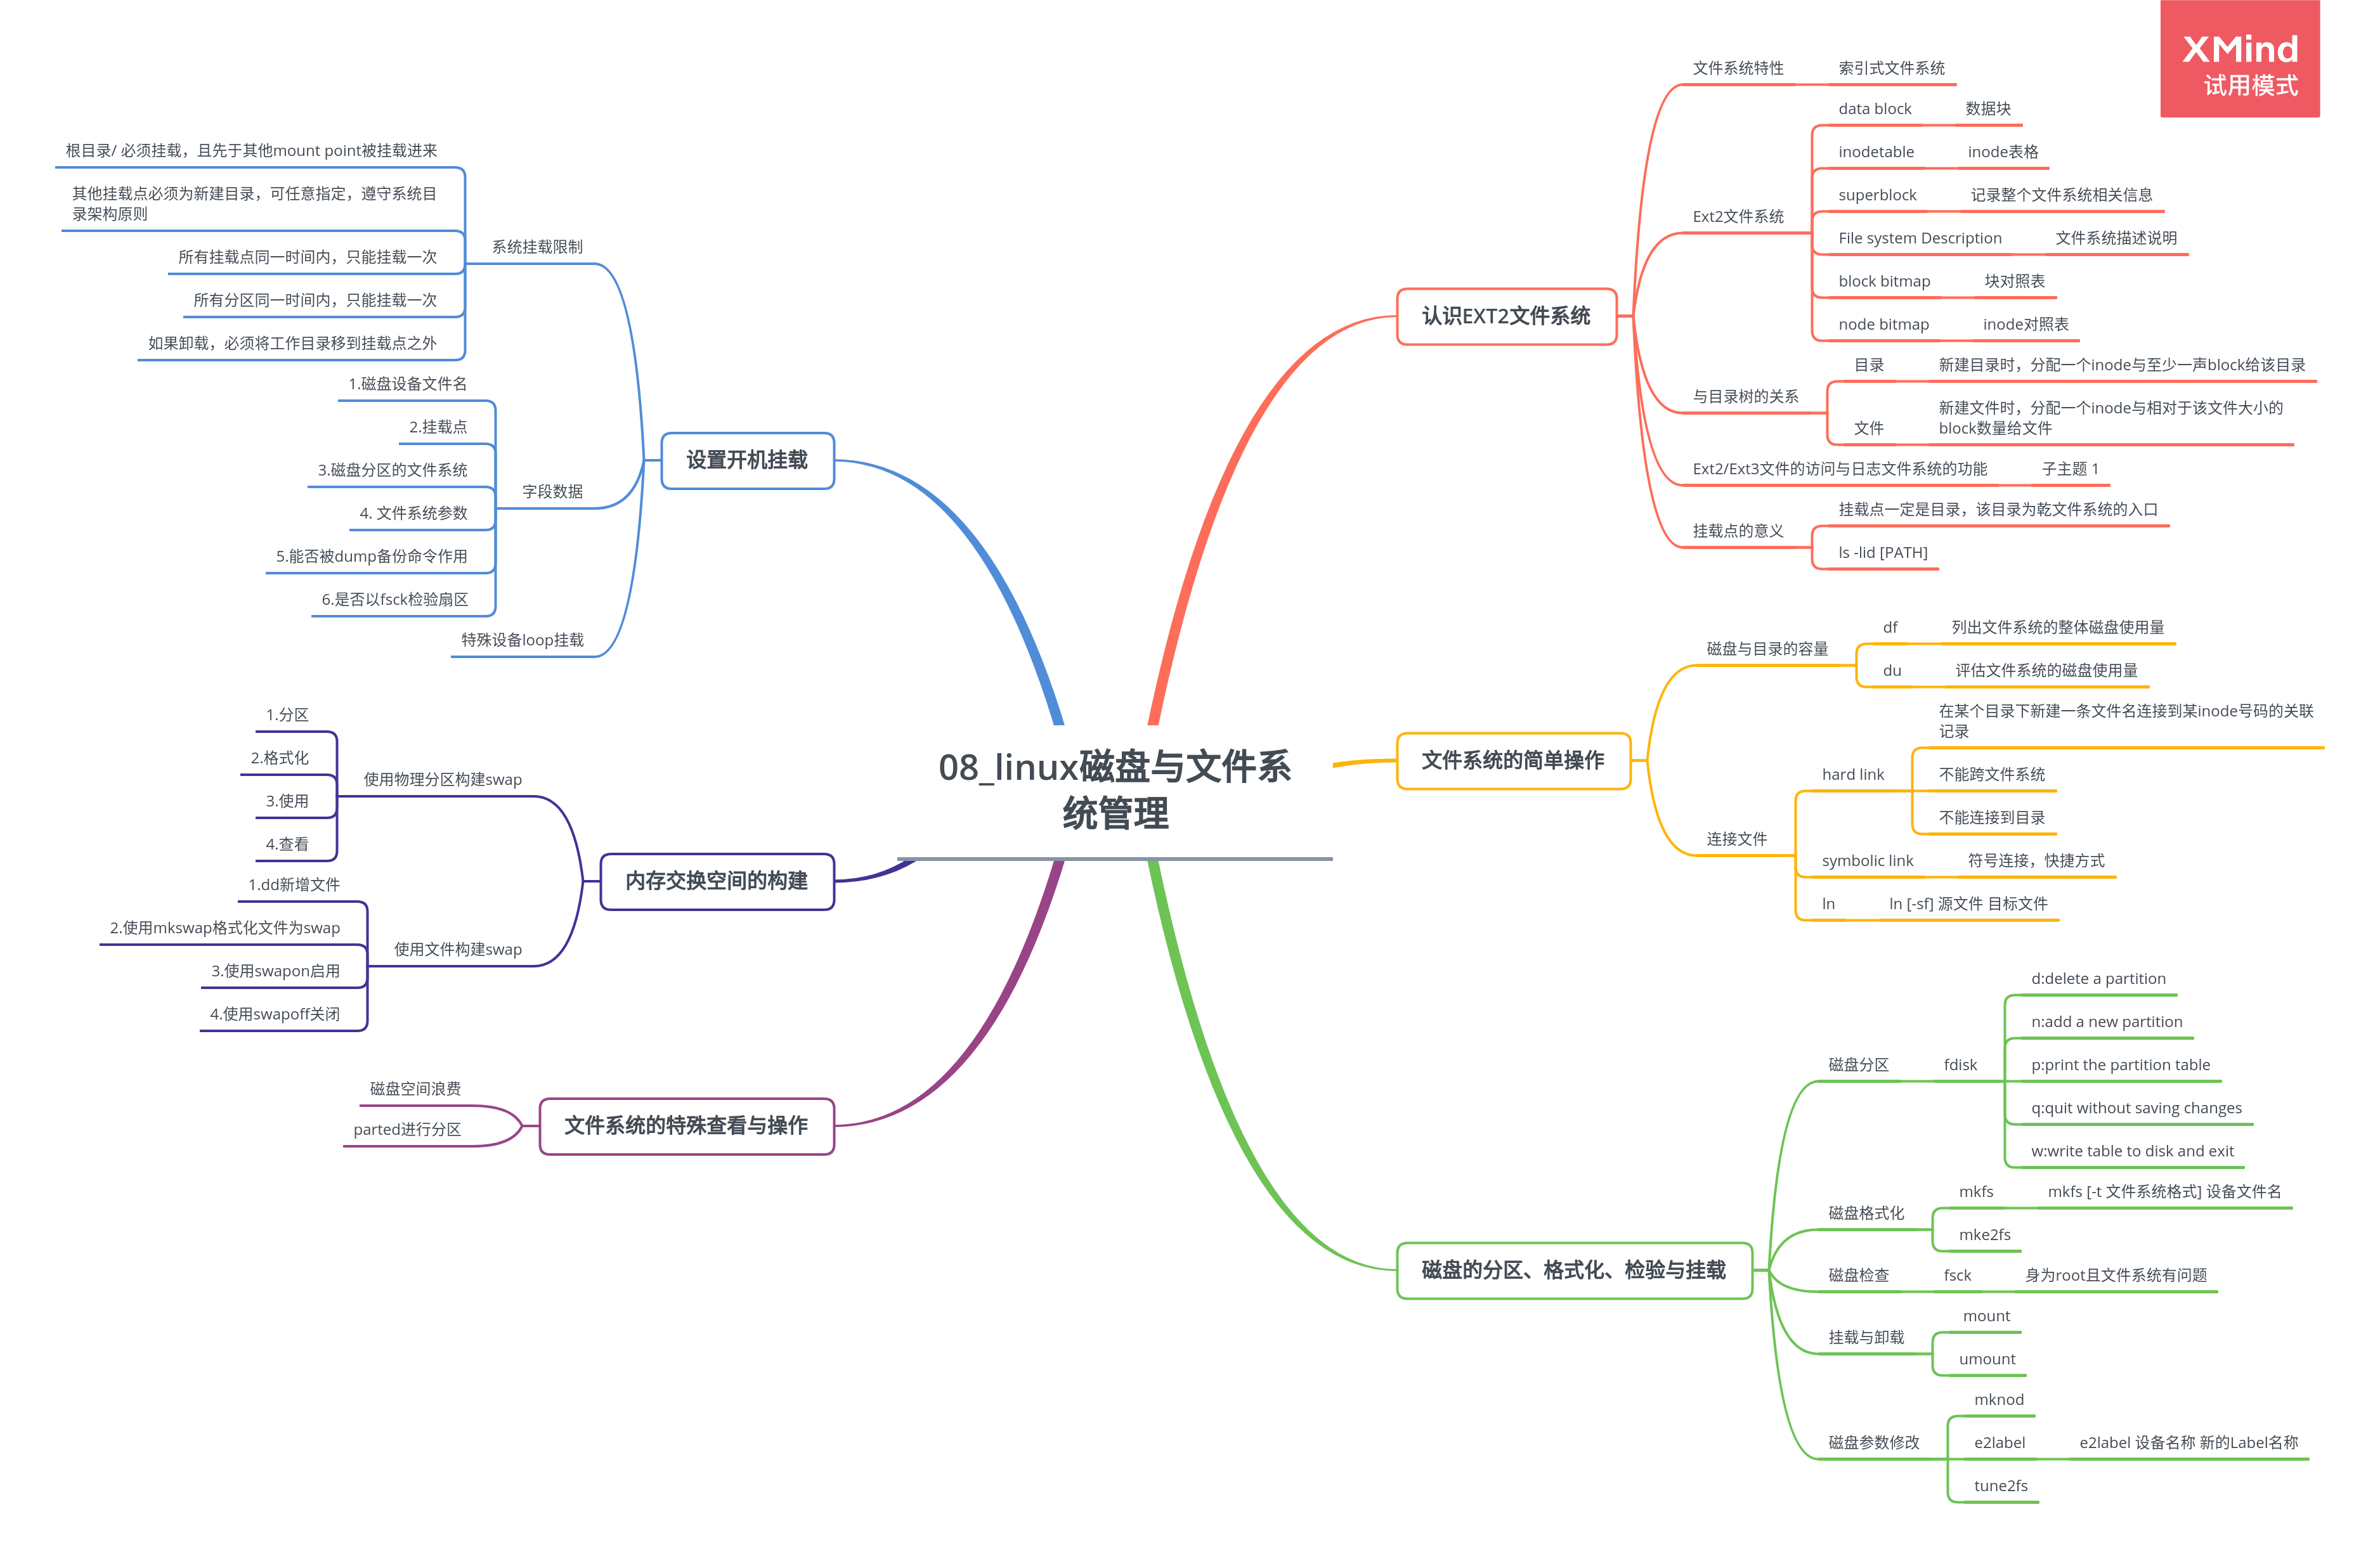 XMind
试用模式
08_linux磁盘与文件系
统管理
认识EXT2文件系统
文件系统特性
索引式文件系统
Ext2文件系统
data block
数据块
inodetable
inode表格
superblock
记录整个文件系统相关信息
File system Description
文件系统描述说明
block bitmap
块对照表
node bitmap
inode对照表
与目录树的关系
目录
新建目录时，分配一个inode与至少一声block给该目录
文件
新建文件时，分配一个inode与相对于该文件大小的
block数量给文件
Ext2/Ext3文件的访问与日志文件系统的功能
子主题 1
挂载点的意义
挂载点一定是目录，该目录为乾文件系统的入口
ls -lid [PATH]
文件系统的简单操作
磁盘与目录的容量
df
列出文件系统的整体磁盘使用量
du
评估文件系统的磁盘使用量
连接文件
hard link
在某个目录下新建一条文件名连接到某inode号码的关联
记录
不能跨文件系统
不能连接到目录
symbolic link
符号连接，快捷方式
ln
ln [-sf] 源文件 目标文件
磁盘的分区、格式化、检验与挂载
磁盘分区
fdisk
d:delete a partition
n:add a new partition
p:print the partition table
q:quit without saving changes
w:write table to disk and exit
磁盘格式化
mkfs
mkfs [-t 文件系统格式] 设备文件名
mke2fs
磁盘检查
fsck
身为root且文件系统有问题
挂载与卸载
mount
umount
磁盘参数修改
mknod
e2label
e2label 设备名称 新的Label名称
tune2fs
设置开机挂载
系统挂载限制
根目录/ 必须挂载，且先于其他mount point被挂载进来
其他挂载点必须为新建目录，可任意指定，遵守系统目
录架构原则
所有挂载点同一时间内，只能挂载一次
所有分区同一时间内，只能挂载一次
如果卸载，必须将工作目录移到挂载点之外
字段数据
1.磁盘设备文件名
2.挂载点
3.磁盘分区的文件系统
4. 文件系统参数
5.能否被dump备份命令作用
6.是否以fsck检验扇区
特殊设备loop挂载
内存交换空间的构建
使用物理分区构建swap
1.分区
2.格式化
3.使用
4.查看
使用文件构建swap
1.dd新增文件
2.使用mkswap格式化文件为swap
3.使用swapon启用
4.使用swapoff关闭
文件系统的特殊查看与操作
磁盘空间浪费
parted进行分区